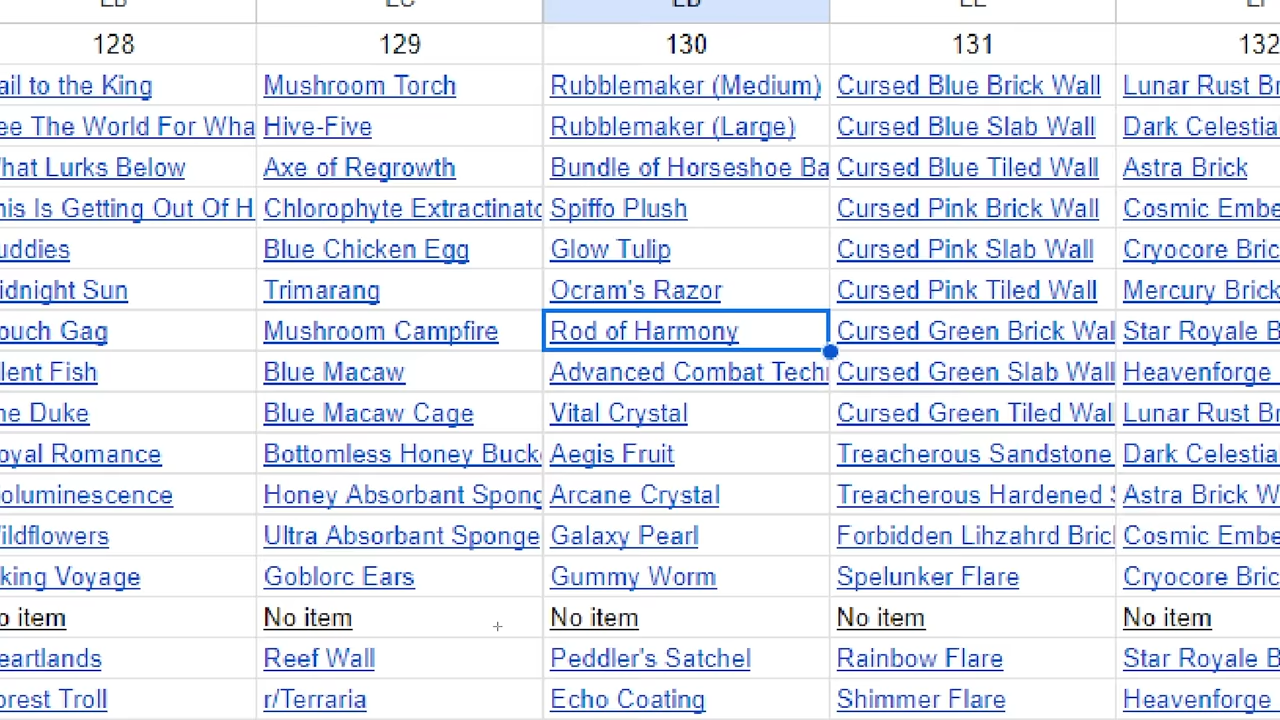 128 129 130 131 132
ail to the King Mushroom Torch Rubblemaker (Medium) Cursed Blue Brick Wall Lunar Rust Br
ee The World For Wha Hive-Five Rubblemaker (Large) Cursed Blue Slab Wall Dark Celestia
hat Lurks Below Axe of Regrowth Bundle of Horseshoe Ba Cursed Blue Tiled Wall Astra Brick
his Is Getting Out Of H Chlorophyte Extractinato Spiffo Plush Cursed Pink Brick Wall Cosmic Embe
uddies Blue Chicken Egg Glow Tulip Cursed Pink Slab Wall Cryocore Bric
idnight Sun Trimarang Ocram's Razor Cursed Pink Tiled Wall Mercury Brick
ouch Gag Mushroom Campfire Rod of Harmony Cursed Green Brick Wal Star Royale B
lent Fish Blue Macaw Advanced Combat Techn Cursed Green Slab Wall Heavenforge
he Duke Blue Macaw Cage Vital Crystal Cursed Green Tiled Wal Lunar Rust Br
oyal Romance Bottomless Honey Buck Aegis Fruit Treacherous Sandstone Dark Celestia
oluminescence Honey Absorbant Spong Arcane Crystal Treacherous Hardened S Astra Brick W
ildflowers Ultra Absorbant Sponge Galaxy Pearl Forbidden Lihzahrd Bric Cosmic Embe
king Voyage Goblorc Ears Gummy Worm Spelunker Flare Cryocore Bric
o item No item No item No item No item
eartlands Reef Wall Peddler's Satchel Rainbow Flare Star Royale B
orest Troll r/Terraria Echo Coating Shimmer Flare Heavenforge